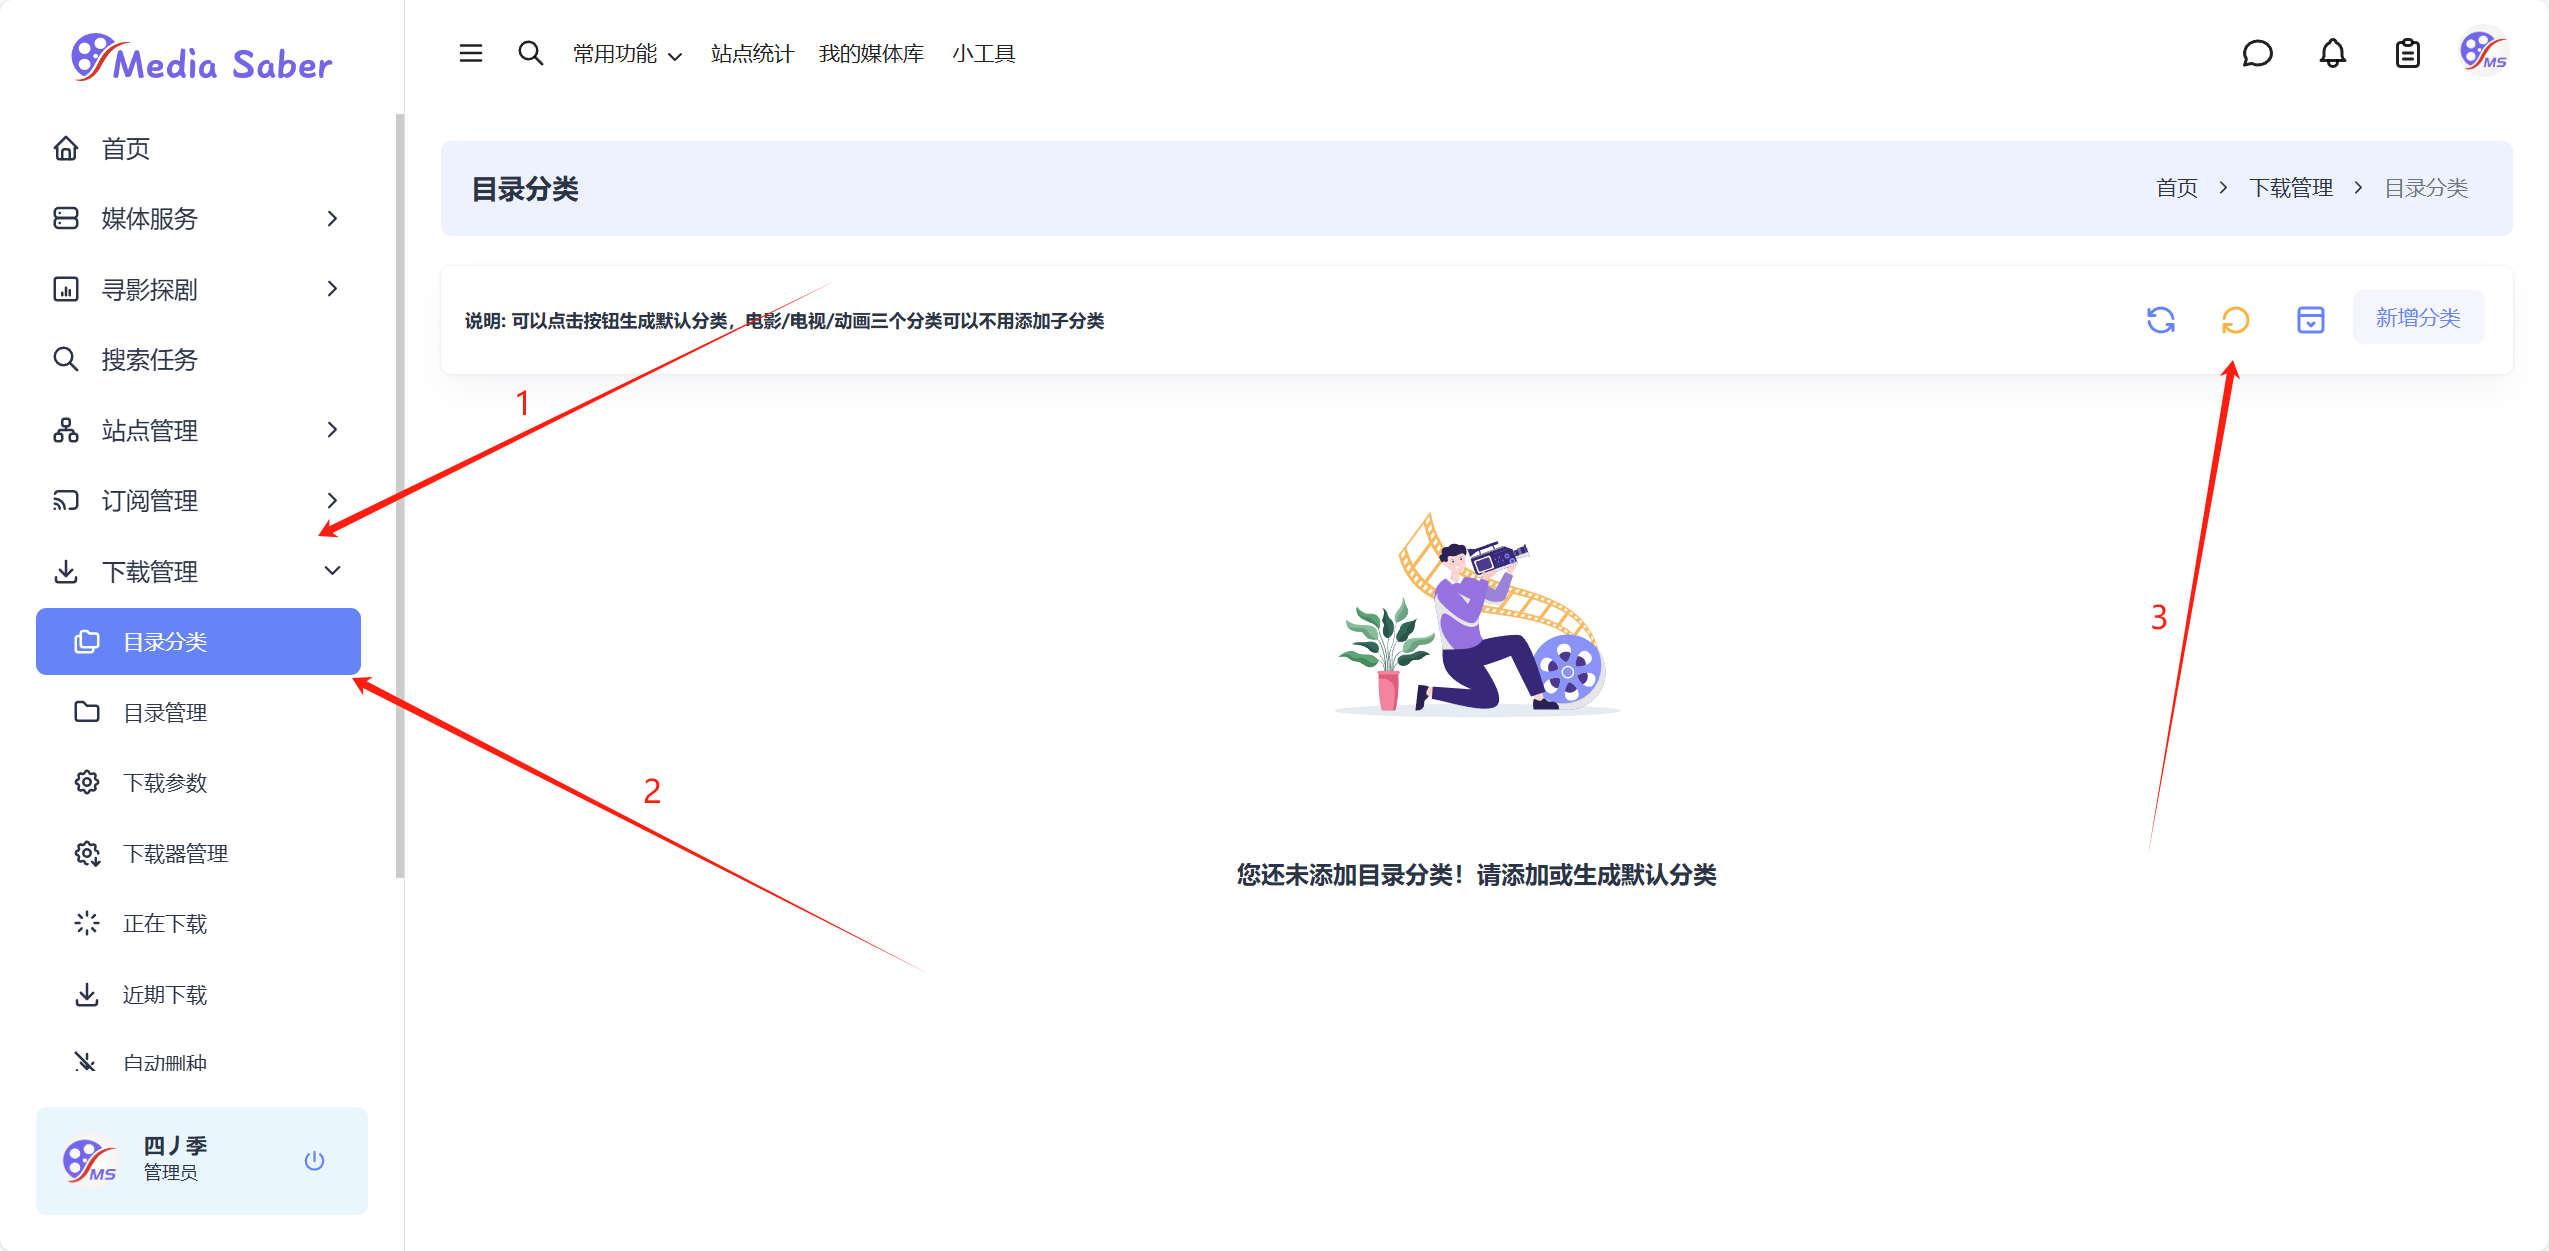 Media Saber
常用功能 站点统计 我的媒体库 小工具
MS
首页
媒体服务
寻影探剧
搜索任务
站点管理
订阅管理
下载管理
目录分类
目录管理
下载参数
下载器管理
正在下载
近期下载
自动删种
MS
四丿季
管理员
目录分类
首页 > 下载管理 > 目录分类
说明: 可以点击按钮生成默认分类，电影/电视/动画三个分类可以不用添加子分类
新增分类
1
2
3
您还未添加目录分类！请添加或生成默认分类